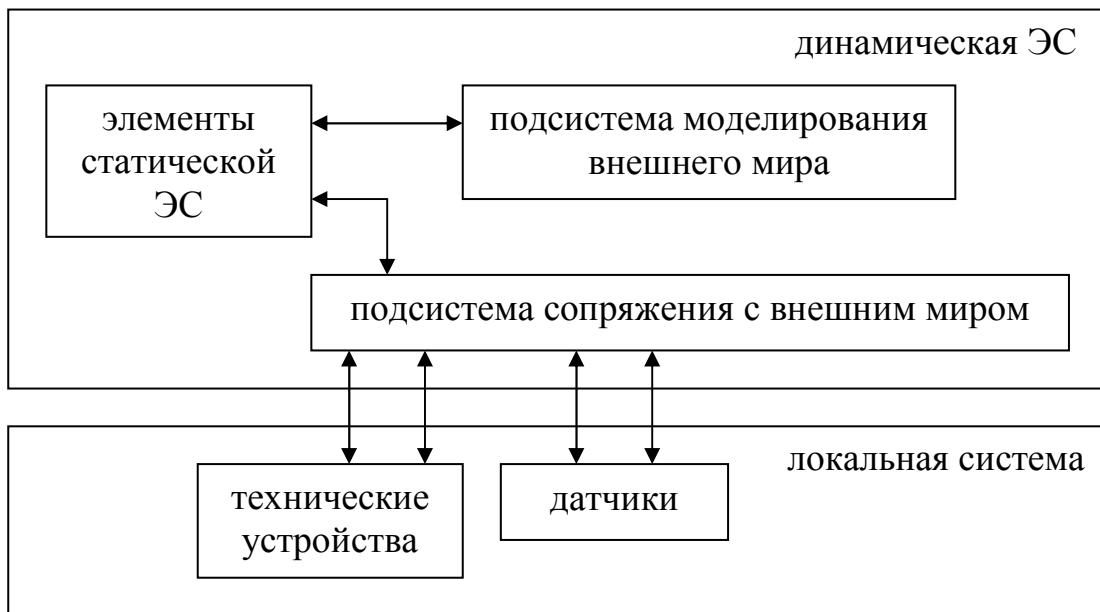 динамическая ЭС
элементы
статической
ЭС
подсистема моделирования
внешнего мира
подсистема сопряжения с внешним миром
локальная система
технические
устройства
датчики